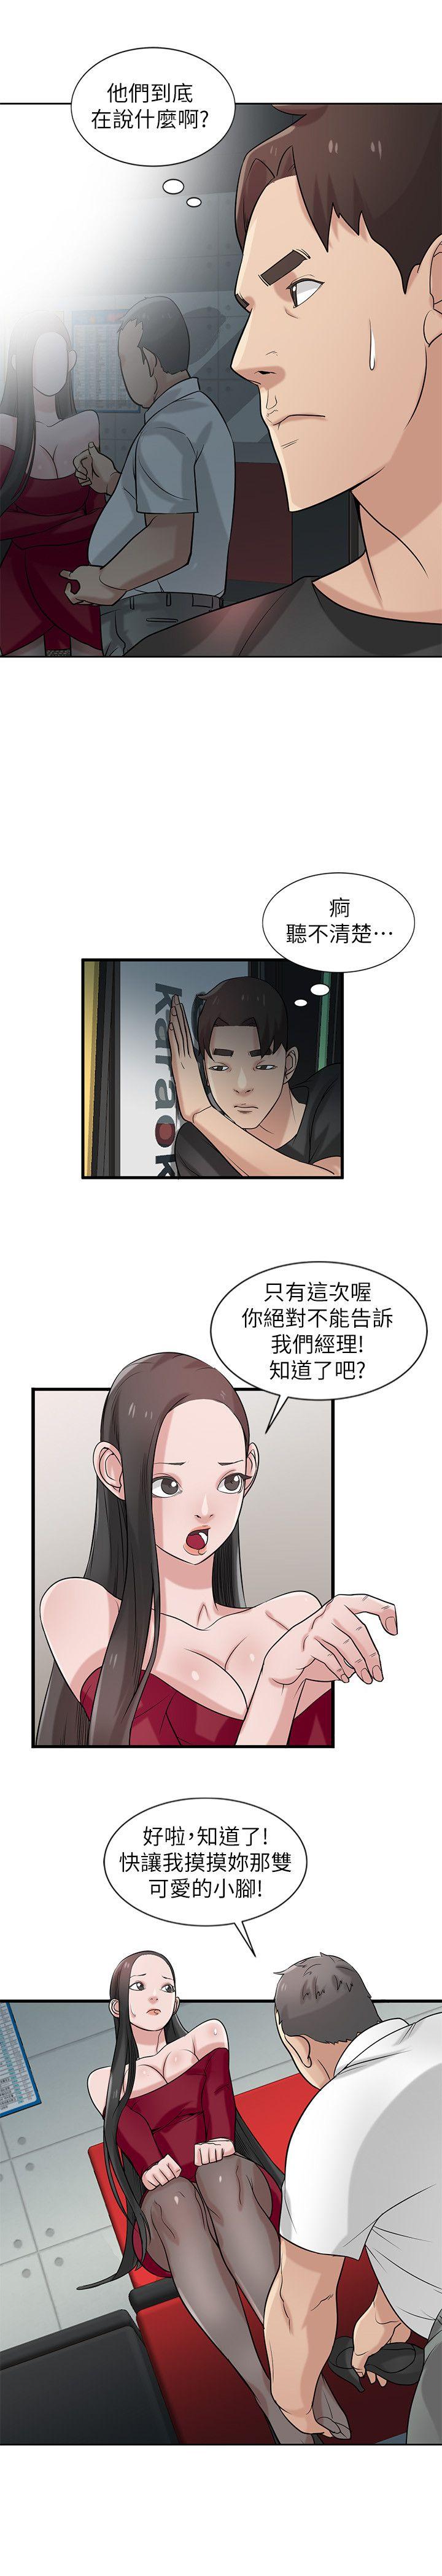 他們到底
在說什麼啊?
痾
聽不清楚…
karaok
只有這次喔
你絕對不能告訴
我們經理!
知道了吧?
好啦,知道了!
快讓我摸摸妳那雙
可愛的小腳!